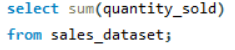 select sum(quantity_sold)
from sales_dataset;